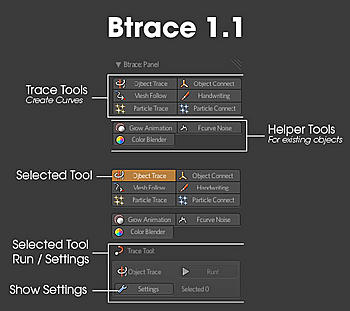 Btrace 1.1
Btrace Panel
Trace Tools
Create Curves
Object Trace
Object Connect
Mesh Follow
Handwriting
Particle Trace
Particle Connect
Grow Animation
Fcurve Noise
Color Blender
Helper Tools
For existing objects
Selected Tool
Object Trace
Object Connect
Mesh Follow
Handwriting
Particle Trace
Particle Connect
Grow Animation
Fcurve Noise
Color Blender
Selected Tool
Run / Settings
Trace Tool:
Object Trace
Run!
Show Settings
Settings
Selected 0